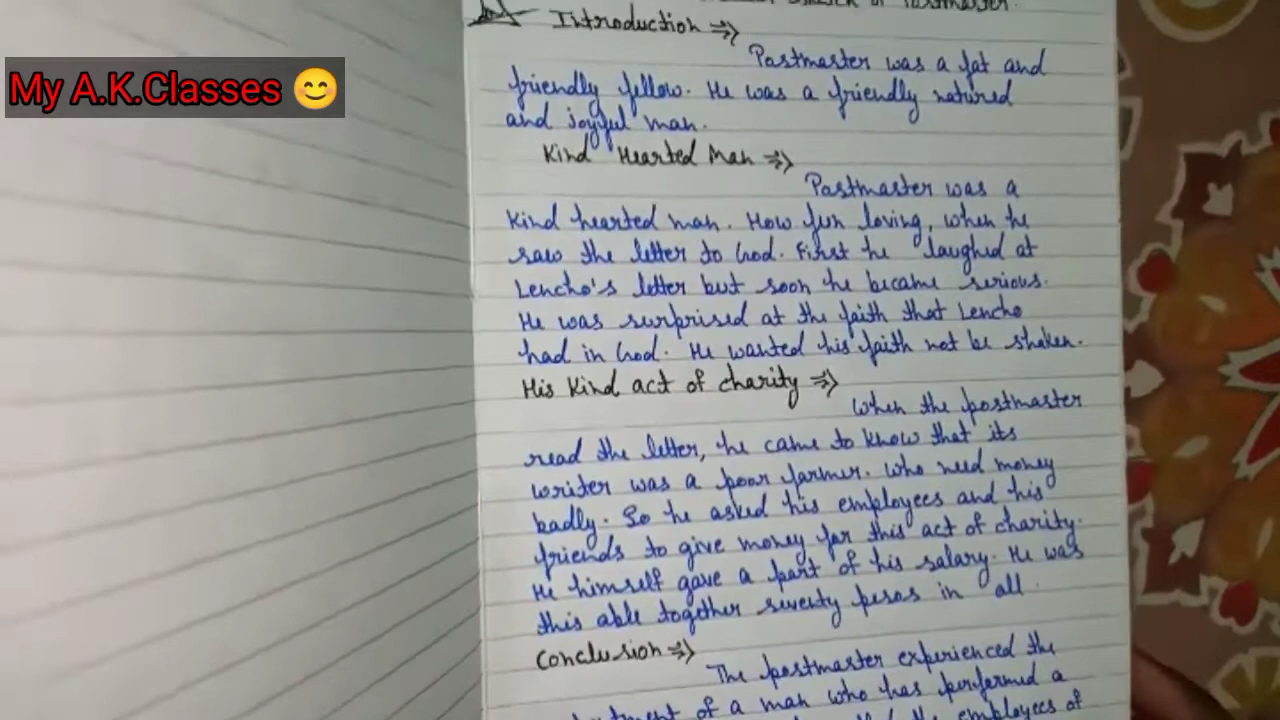 My A.K.Classes 😊
of Postmaster.
Introduction ⇒
Postmaster was a fat and
friendly fellow. He was a friendly natured
and joyful man.
Kind Hearted Man ⇒
Postmaster was a
kind hearted man. How fun loving, when he
saw the letter to God. First he laughed at
Lencho's letter but soon he became serious.
He was surprised at the faith that Lencho
had in God. He wanted his faith not be shaken.
His Kind act of charity ⇒
When the postmaster
read the letter, he came to know that its
writer was a poor farmer. Who need money
badly. So he asked his employees and his
friends to give money for this act of charity.
He himself gave a part of his salary. He was
this able together seventy pesos in all.
Conclusion ⇒
The postmaster experienced the
of a man who has performed a
the employees of